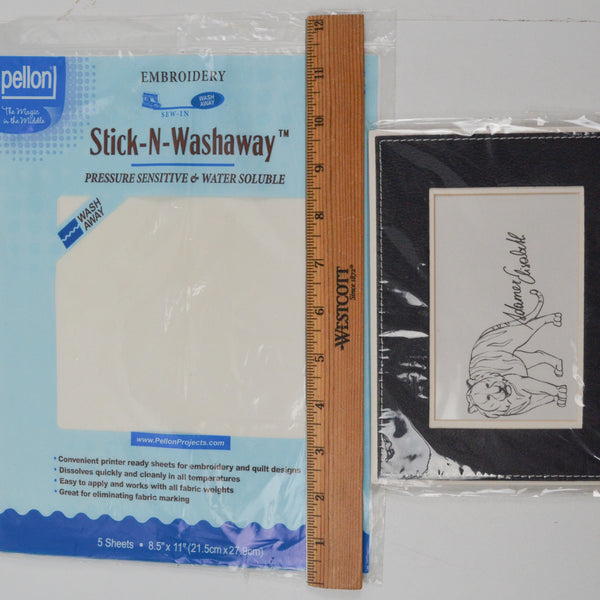 pellon
The Magic
in the Middle
EMBROIDERY
WASH
AWAY
SEW-IN
Stick-N-Washaway™
PRESSURE SENSITIVE & WATER SOLUBLE
WASH
AWAY
www.PellonProjects.com
• Convenient printer ready sheets for embroidery and quilt designs
• Dissolves quickly and cleanly in all temperatures
• Easy to apply and works with all fabric weights
• Great for eliminating fabric marking
5 Sheets • 8.5" x 11" (21.5cm x 27.9cm)
12
11
10
9
8
7
6
5
4
3
2
1
WESTCOTT
Since 1872
Elisabeth